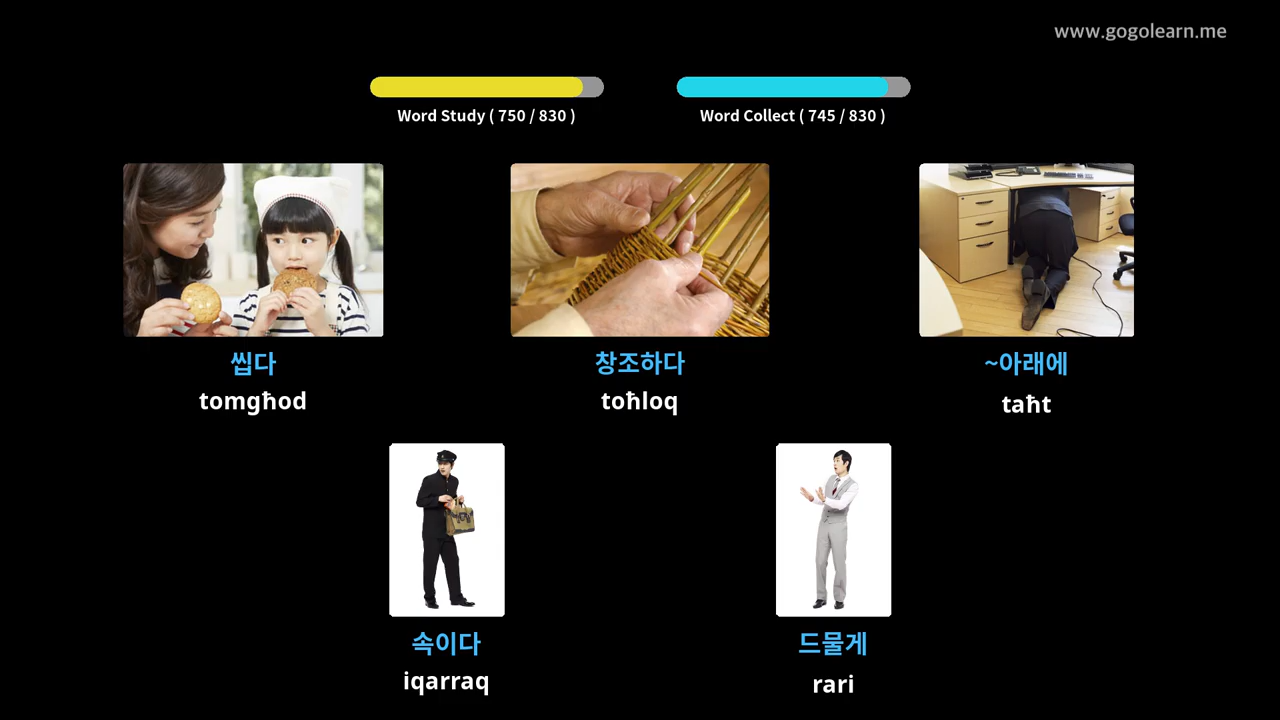 www.gogolearn.me
Word Study ( 750 / 830 )
Word Collect ( 745 / 830 )
씹다
tomgħod
창조하다
toħloq
~아래에
taħt
속이다
iqarraq
드물게
rari